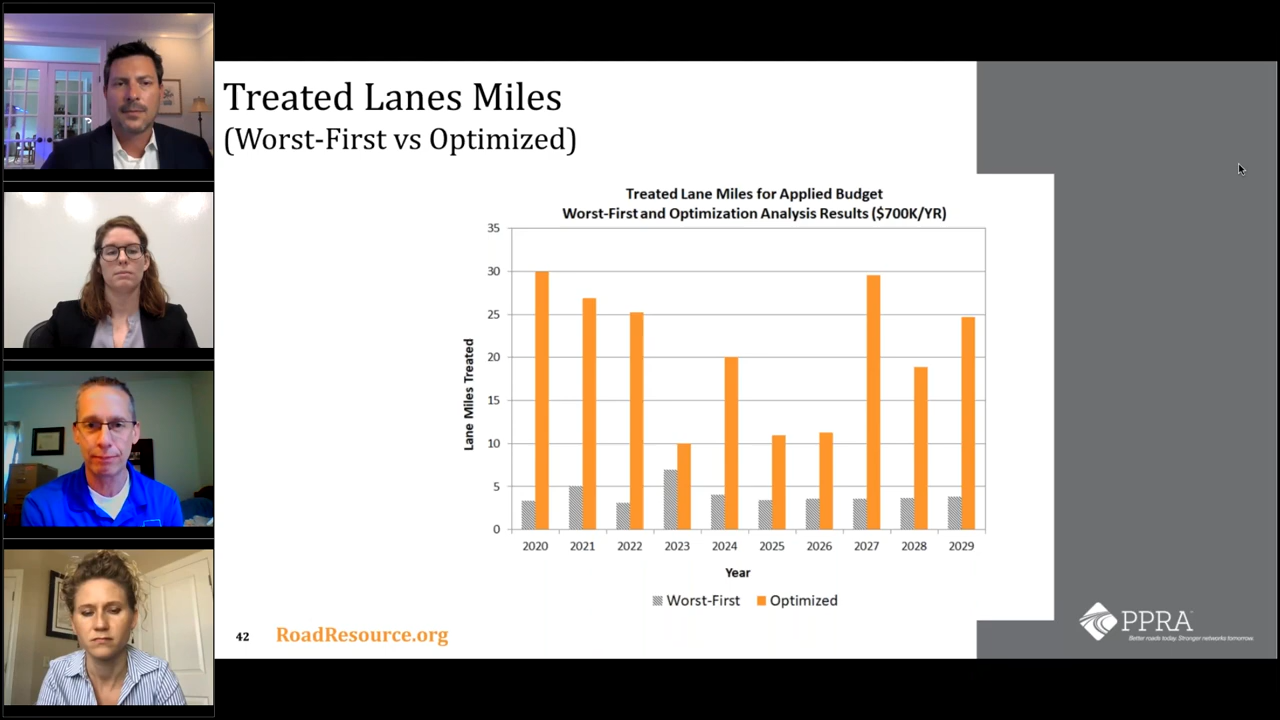 Treated Lanes Miles
(Worst-First vs Optimized)
Treated Lane Miles for Applied Budget
Worst-First and Optimization Analysis Results ($700K/YR)
35
30
25
20
15
10
5
0
Lane Miles Treated
2020 2021 2022 2023 2024 2025 2026 2027 2028 2029
Year
Worst-First Optimized
42 RoadResource.org
PPRA
Better roads today. Stronger networks tomorrow.